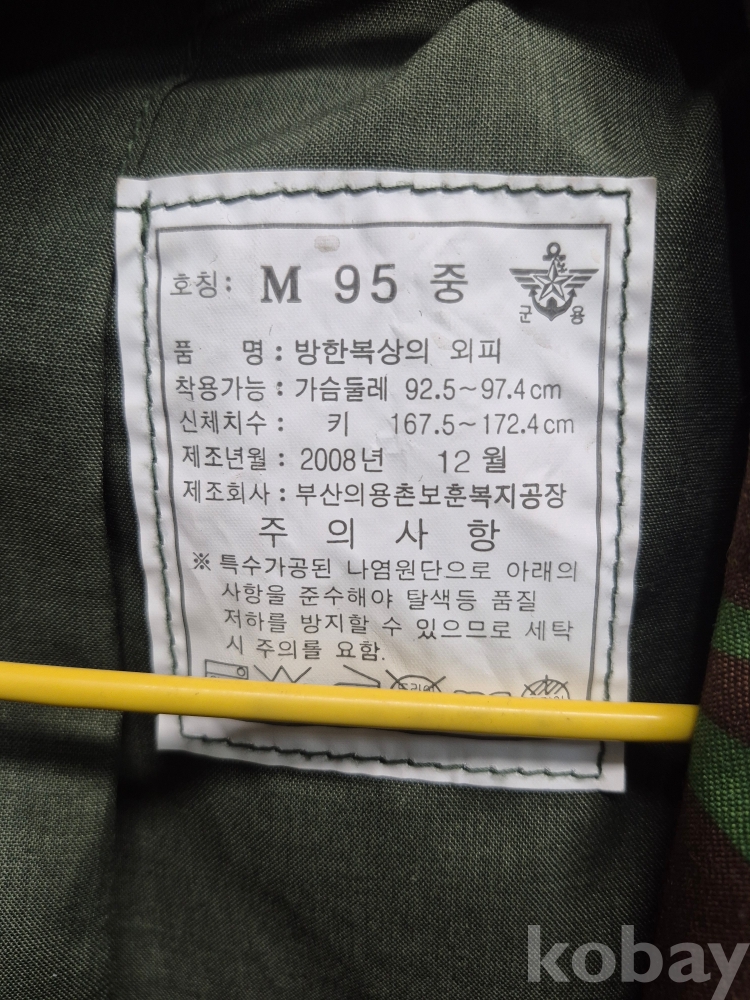 호칭: M 95 중
군 용
품 명 : 방한복상의 외피
착용가능 : 가슴둘레 92.5~97.4cm
신체치수 : 키 167.5~172.4cm
제조년월 : 2008년 12월
제조회사 : 부산의용촌보훈복지공장
주 의 사 항
※ 특수가공된 나염원단으로 아래의
사항을 준수해야 탈색등 품질
저하를 방지할 수 있으므로 세탁
시 주의를 요함.
kobay